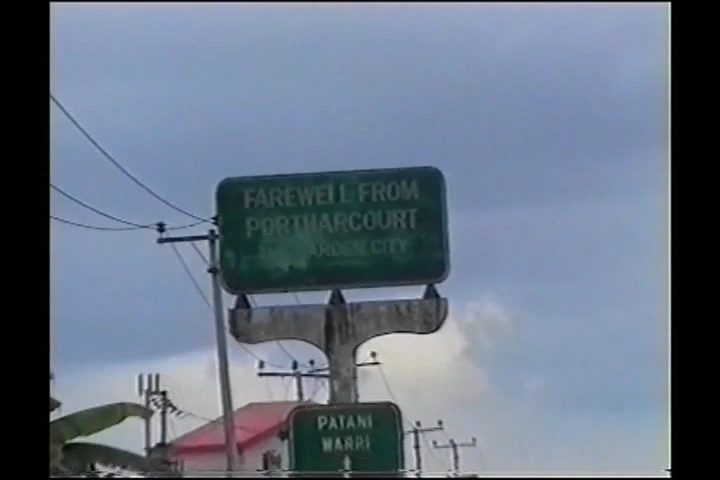 FAREWELL FROM
PORTHARCOURT
GARDEN CITY
PATANI
WARRI